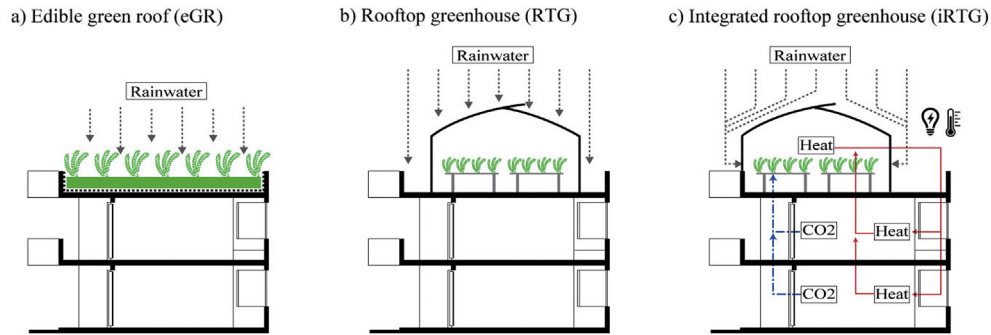 a) Edible green roof (eGR)
b) Rooftop greenhouse (RTG)
c) Integrated rooftop greenhouse (iRTG)
Rainwater
Rainwater
Rainwater
Heat
CO2
Heat
CO2
Heat